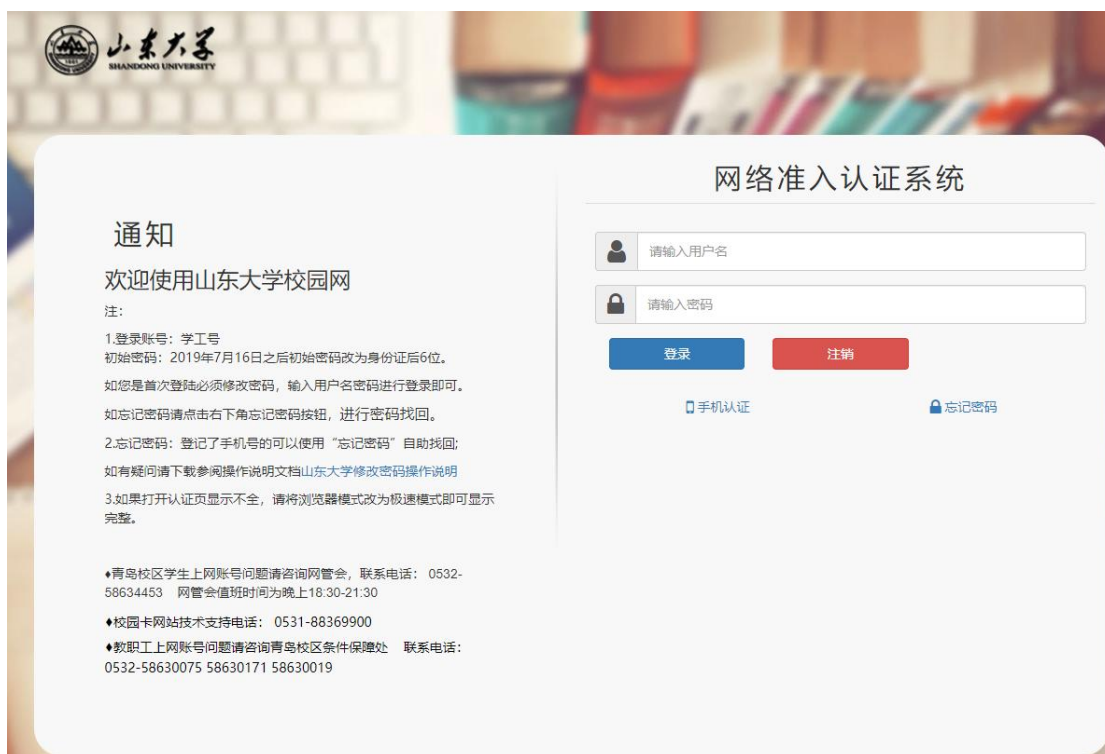 山东大学
SHANDONG UNIVERSITY
网络准入认证系统
请输入用户名
请输入密码
登录
注销
手机认证
忘记密码
通知
欢迎使用山东大学校园网
注：
1.登录账号：学工号
初始密码：2019年7月16日之后初始密码改为身份证后6位。
如您是首次登陆必须修改密码，输入用户名密码进行登录即可。
如忘记密码请点击右下角忘记密码按钮，进行密码找回。
2.忘记密码：登记了手机号的可以使用“忘记密码”自助找回;
如有疑问请下载参阅操作说明文档山东大学修改密码操作说明
3.如果打开认证页显示不全，请将浏览器模式改为极速模式即可显示
完整。
♦青岛校区学生上网账号问题请咨询网管会，联系电话： 0532-
58634453 网管会值班时间为晚上18:30-21:30
♦校园卡网站技术支持电话： 0531-88369900
♦教职工上网账号问题请咨询青岛校区条件保障处 联系电话：
0532-58630075 58630171 58630019